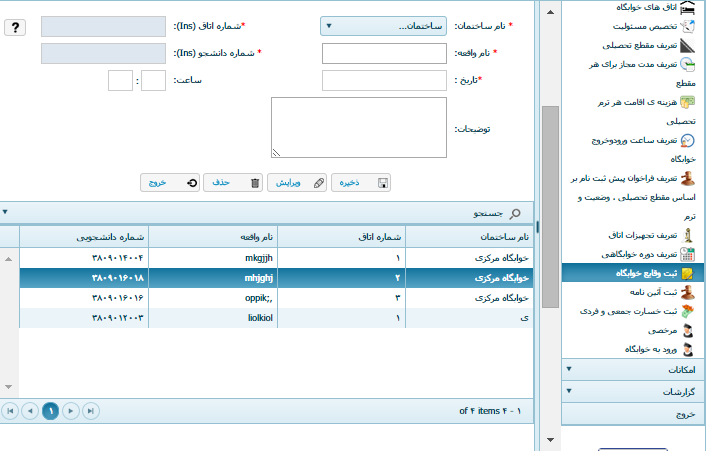 اتاق های خوابگاه
تخصیص مسئولیت
تعریف مقطع تحصیلی
تعریف مدت مجاز برای هر
مقطع
هزینه ی اقامت هر ترم
تحصیلی
تعریف ساعت ورودوخروج
خوابگاه
تعریف فراخوان پیش ثبت نام بر
اساس مقطع تحصیلی ، وضعیت و
ترم
تعریف تجهیزات اتاق
تعریف دوره خوابگاهی
ثبت وقایع خوابگاه
ثبت آئین نامه
ثبت خسارت جمعی و فردی
مرخصی
ورود به خوابگاه
امکانات
گزارشات
خروج
* نام ساختمان: ساختمان... *شماره اتاق (Ins): ?
* نام واقعه: * شماره دانشجو (Ins):
*تاریخ : ساعت: :
توضیحات:
ذخیره ویرایش حذف خروج
جستجو
نام ساختمان شماره اتاق نام واقعه شماره دانشجویی
خوابگاه مرکزی ۱ mkgjjh ۳۸۰۹۰۱۴۰۰۴
خوابگاه مرکزی ۲ mhjghj ۳۸۰۹۰۱۶۰۱۸
خوابگاه مرکزی ۳ oppik;, ۳۸۰۹۰۱۶۰۱۶
ی ۱ liolkiol ۳۸۰۹۰۱۲۰۰۳
۱ - ۴ of ۴ items ۱